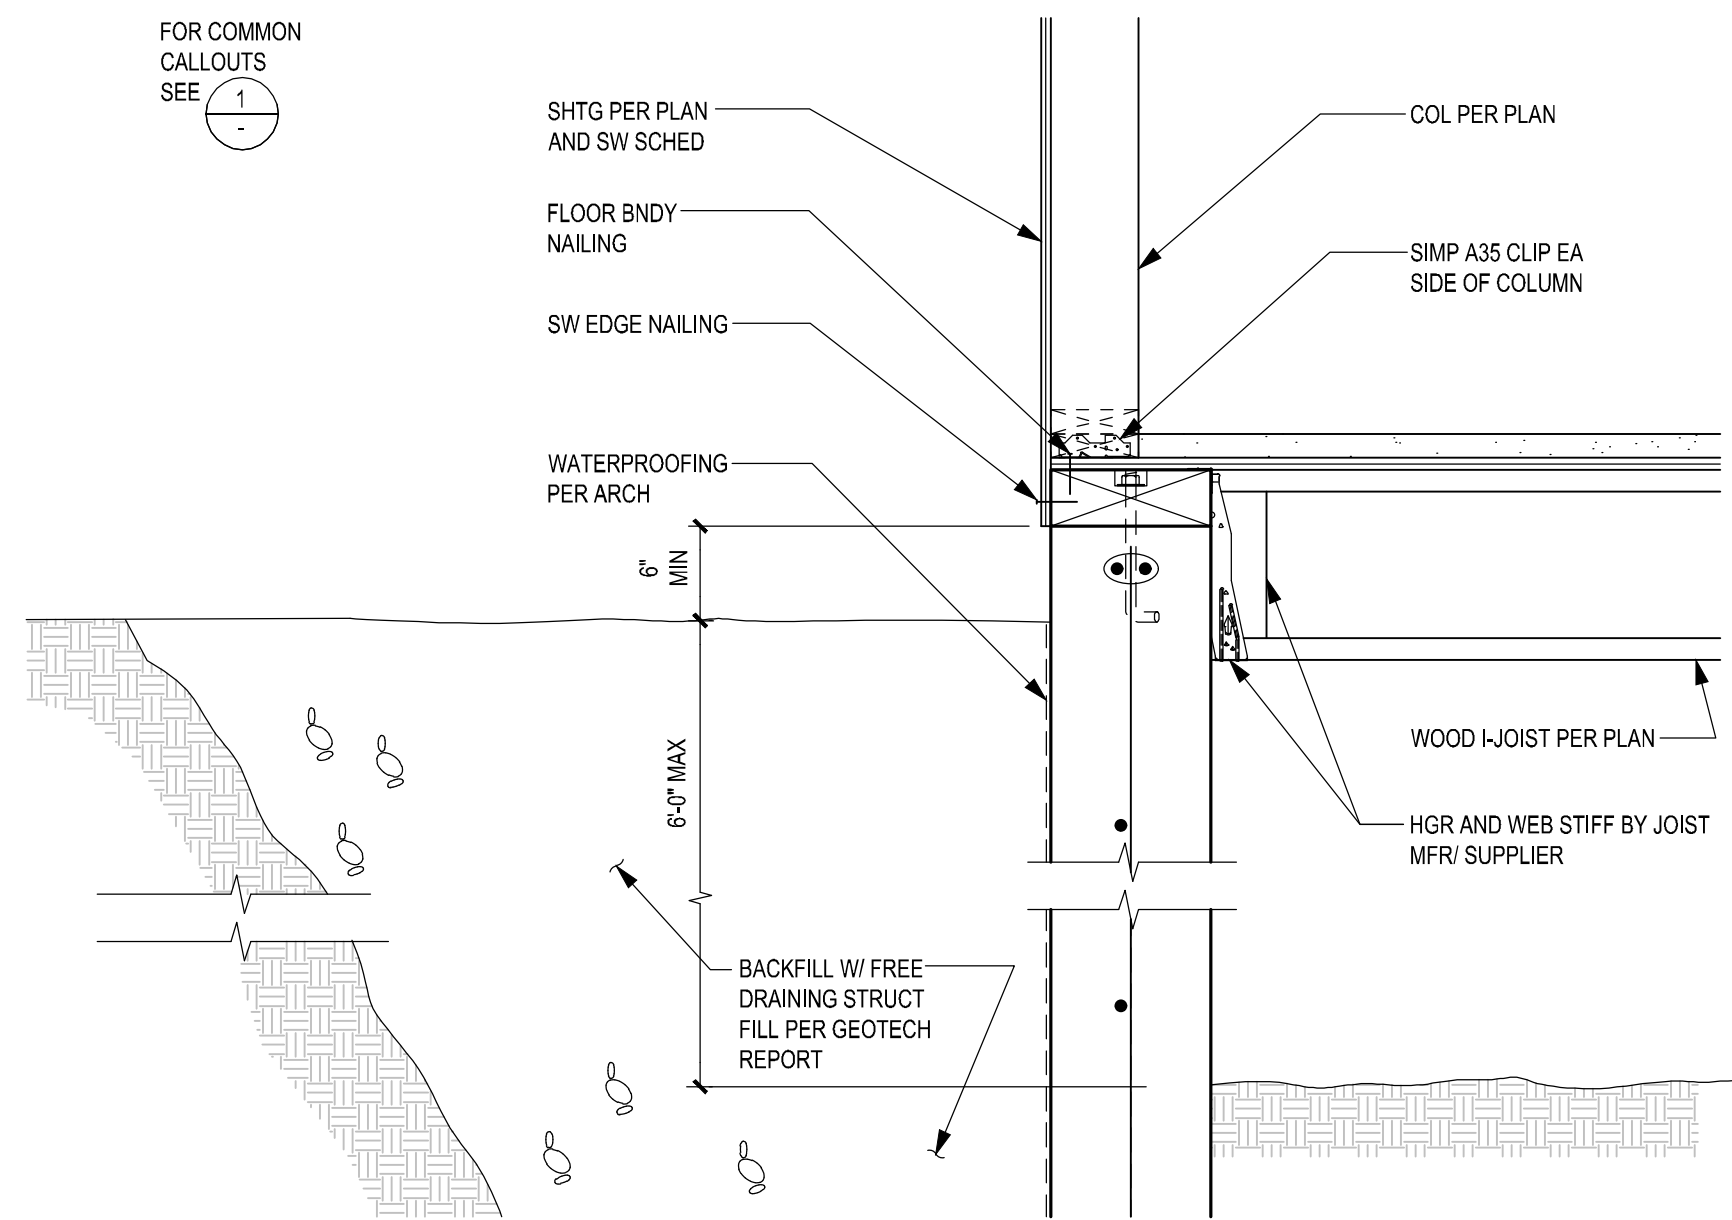 FOR COMMON
CALLOUTS
SEE
1
-
SHTG PER PLAN
AND SW SCHED
FLOOR BNDY
NAILING
SW EDGE NAILING
WATERPROOFING
PER ARCH
6"
MIN
6'-0" MAX
BACKFILL W/ FREE
DRAINING STRUCT
FILL PER GEOTECH
REPORT
COL PER PLAN
SIMP A35 CLIP EA
SIDE OF COLUMN
WOOD I-JOIST PER PLAN
HGR AND WEB STIFF BY JOIST
MFR/ SUPPLIER